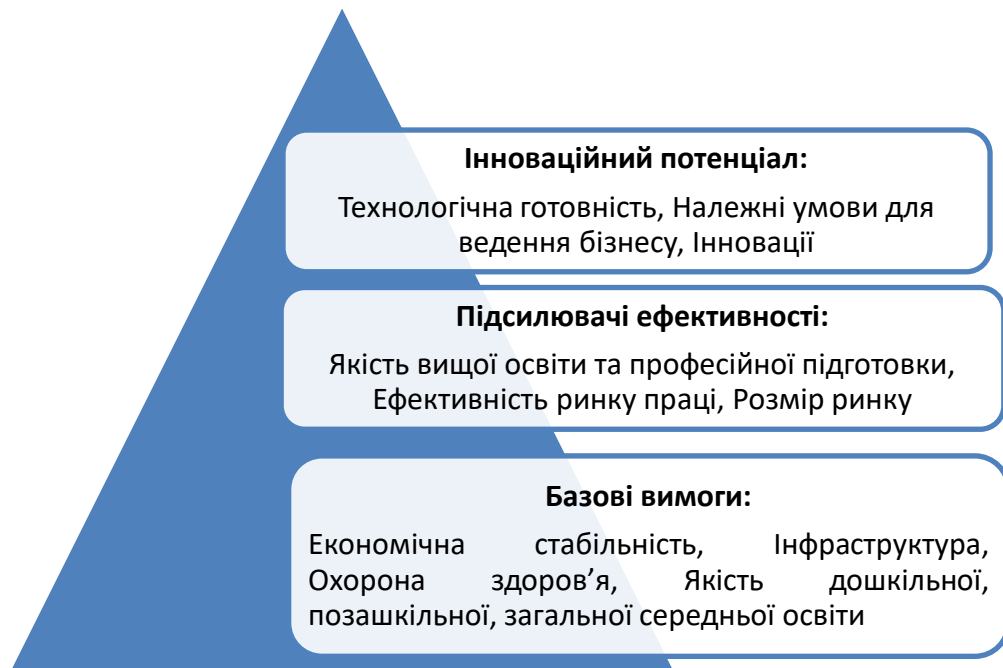 Інноваційний потенціал:
Технологічна готовність, Належні умови для
ведення бізнесу, Інновації
Підсилювачі ефективності:
Якість вищої освіти та професійної підготовки,
Ефективність ринку праці, Розмір ринку
Базові вимоги:
Економічна стабільність, Інфраструктура,
Охорона здоров’я, Якість дошкільної,
позашкільної, загальної середньої освіти